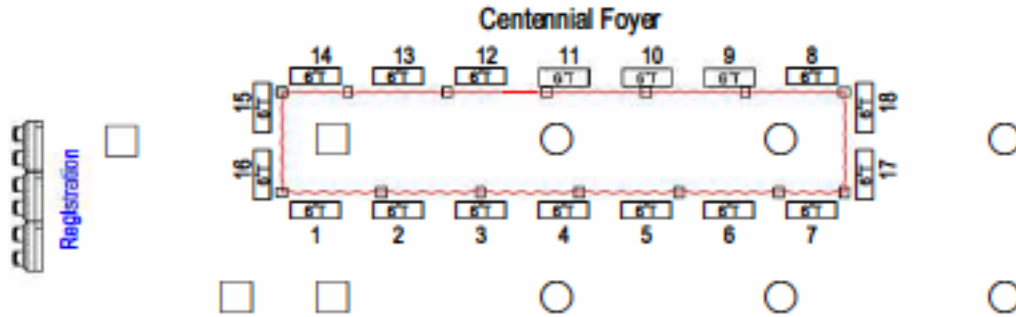 Centennial Foyer
14 13 12 11 10 9 8
6'T 6'T 6'T 6'T 6'T 6'T 6'T
15 6'T 6'T 18
16 6'T 6'T 17
Registration
6'T 6'T 6'T 6'T 6'T 6'T 6'T
1 2 3 4 5 6 7